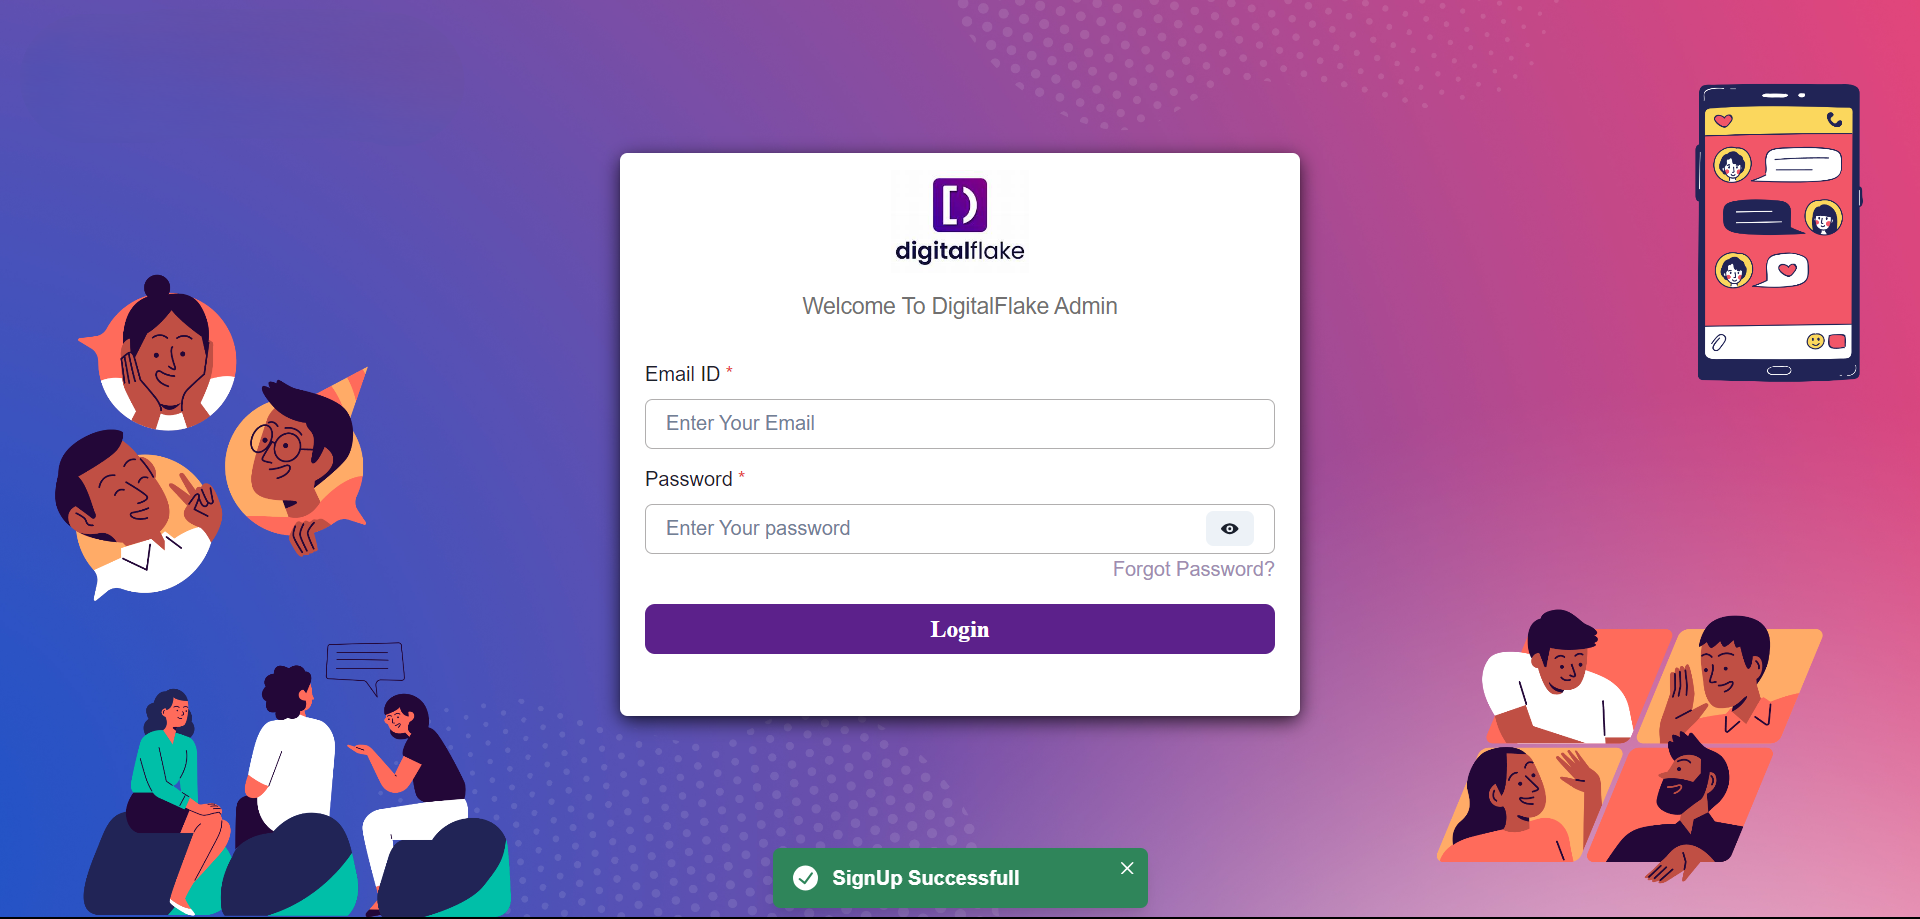 digitalflake
Welcome To DigitalFlake Admin
Email ID *
Enter Your Email
Password *
Enter Your password
Forgot Password?
Login
SignUp Successfull